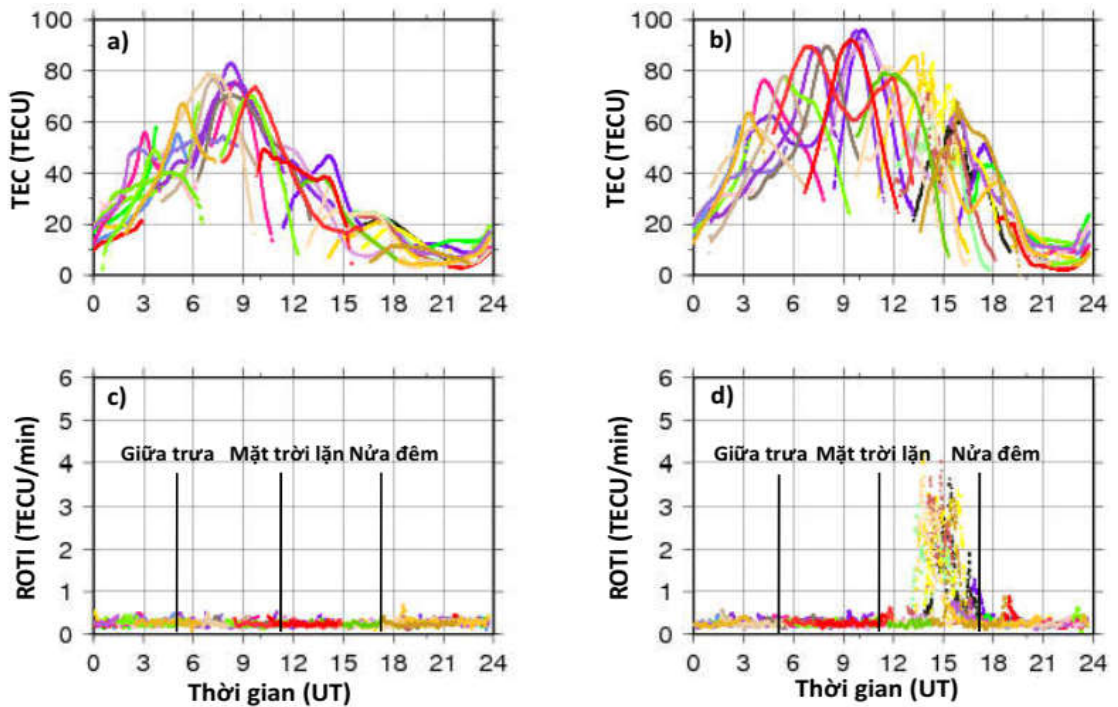 a)
b)
TEC (TECU)
100
80
60
40
20
0
0 3 6 9 12 15 18 21 24
TEC (TECU)
100
80
60
40
20
0
0 3 6 9 12 15 18 21 24
c)
d)
ROTI (TECU/min)
6
5
4
3
2
1
0
Giữa trưa Mặt trời lặn Nửa đêm
0 3 6 9 12 15 18 21 24
Thời gian (UT)
ROTI (TECU/min)
6
5
4
3
2
1
0
Giữa trưa Mặt trời lặn Nửa đêm
0 3 6 9 12 15 18 21 24
Thời gian (UT)